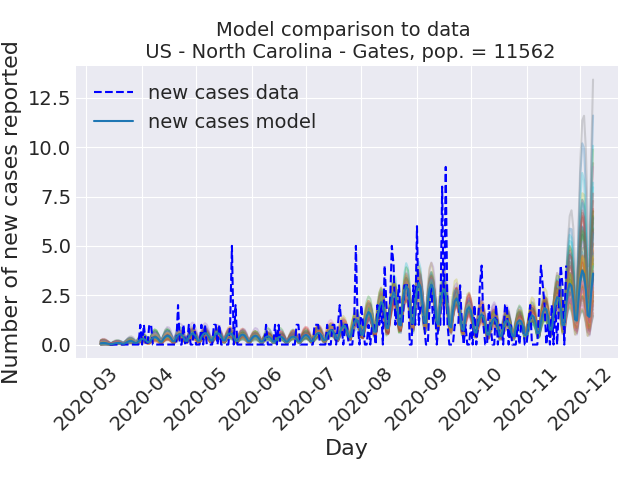 Model comparison to data
US - North Carolina - Gates, pop. = 11562
Number of new cases reported
12.5
10.0
7.5
5.0
2.5
0.0
new cases data
new cases model
2020-03
2020-04
2020-05
2020-06
2020-07
2020-08
2020-09
2020-10
2020-11
2020-12
Day